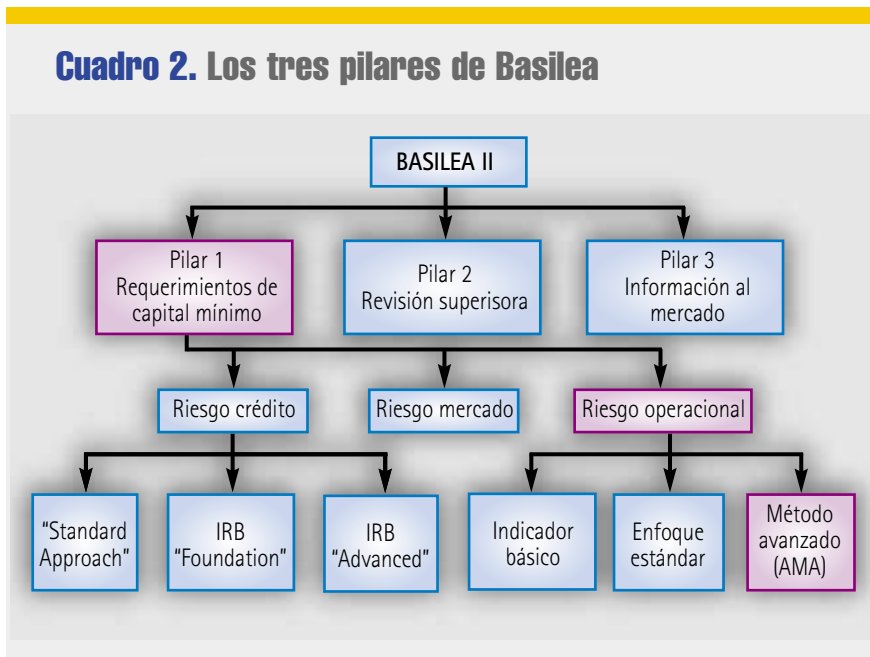 Cuadro 2. Los tres pilares de Basilea
BASILEA II
Pilar 1
Requerimientos de
capital mínimo
Pilar 2
Revisión superisora
Pilar 3
Información al
mercado
Riesgo crédito
Riesgo mercado
Riesgo operacional
"Standard
Approach"
IRB
"Foundation"
IRB
"Advanced"
Indicador
básico
Enfoque
estándar
Método
avanzado
(AMA)